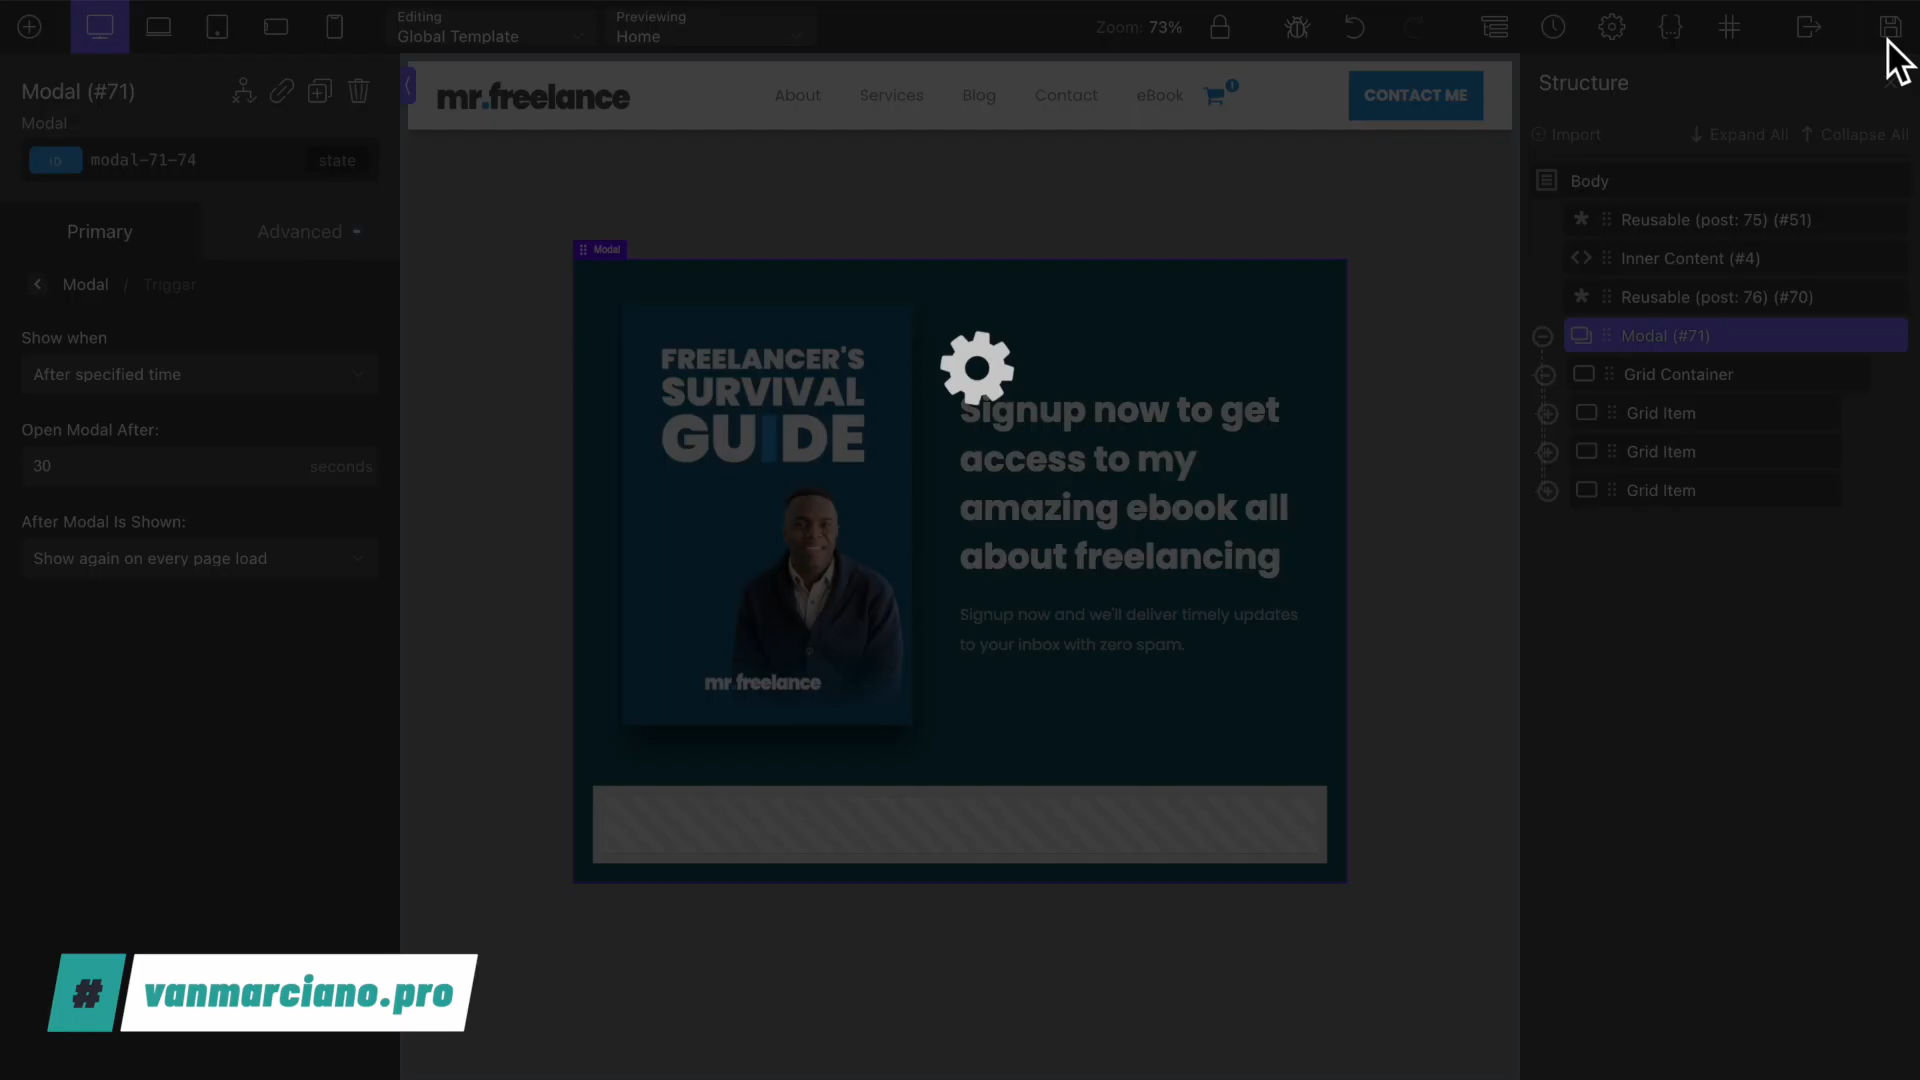 Editing
Global Template
Previewing
Home
Zoom: 73%
Modal (#71)
Modal
ID modal-71-74 state
Primary
Advanced
Modal / Trigger
Show when
After specified time
Open Modal After:
30 seconds
After Modal Is Shown:
Show again on every page load
mr.freelance
About
Services
Blog
Contact
eBook
1
CONTACT ME
Modal
FREELANCER'S
SURVIVAL
GUIDE
mr.freelance
Signup now to get
access to my
amazing ebook all
about freelancing
Signup now and we'll deliver timely updates
to your inbox with zero spam.
Structure
Import
Expand All
Collapse All
Body
Reusable (post: 75) (#51)
Inner Content (#4)
Reusable (post: 76) (#70)
Modal (#71)
Grid Container
Grid Item
Grid Item
Grid Item
# vanmarciano.pro